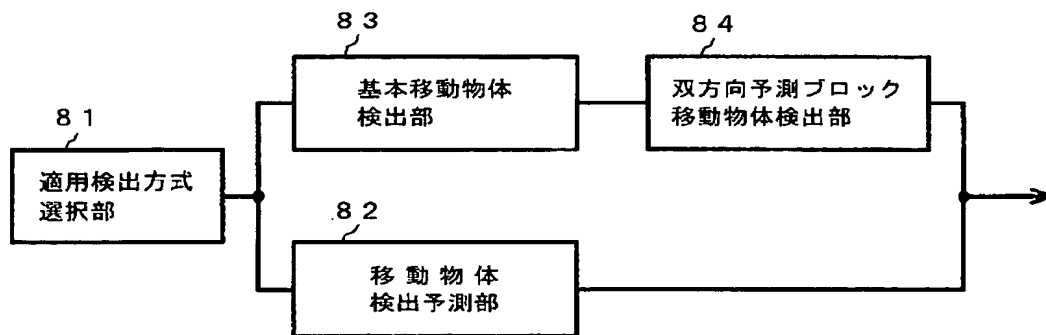 83
基本移動物体
検出部
84
双方向予測ブロック
移動物体検出部
81
適用検出方式
選択部
82
移動物体
検出予測部